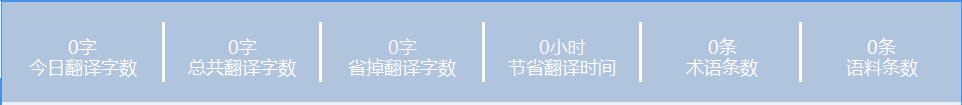 0字 0字 0字 0小时 0条 0条
今日翻译字数 总共翻译字数 省掉翻译字数 节省翻译时间 术语条数 语料条数